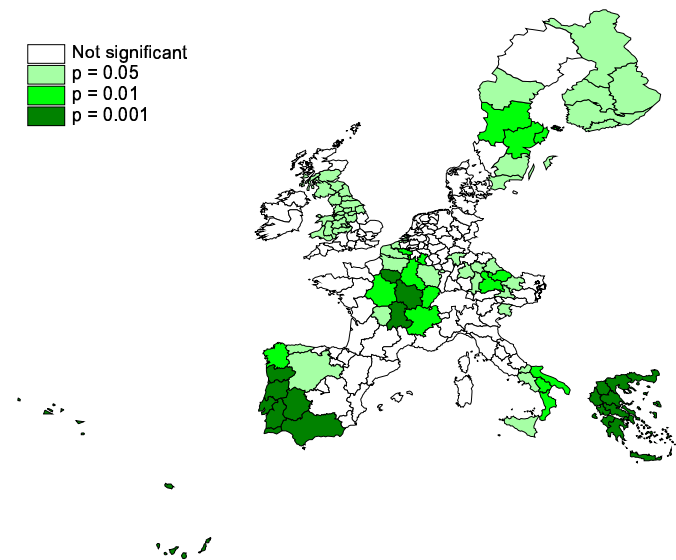 Not significant
p = 0.05
p = 0.01
p = 0.001